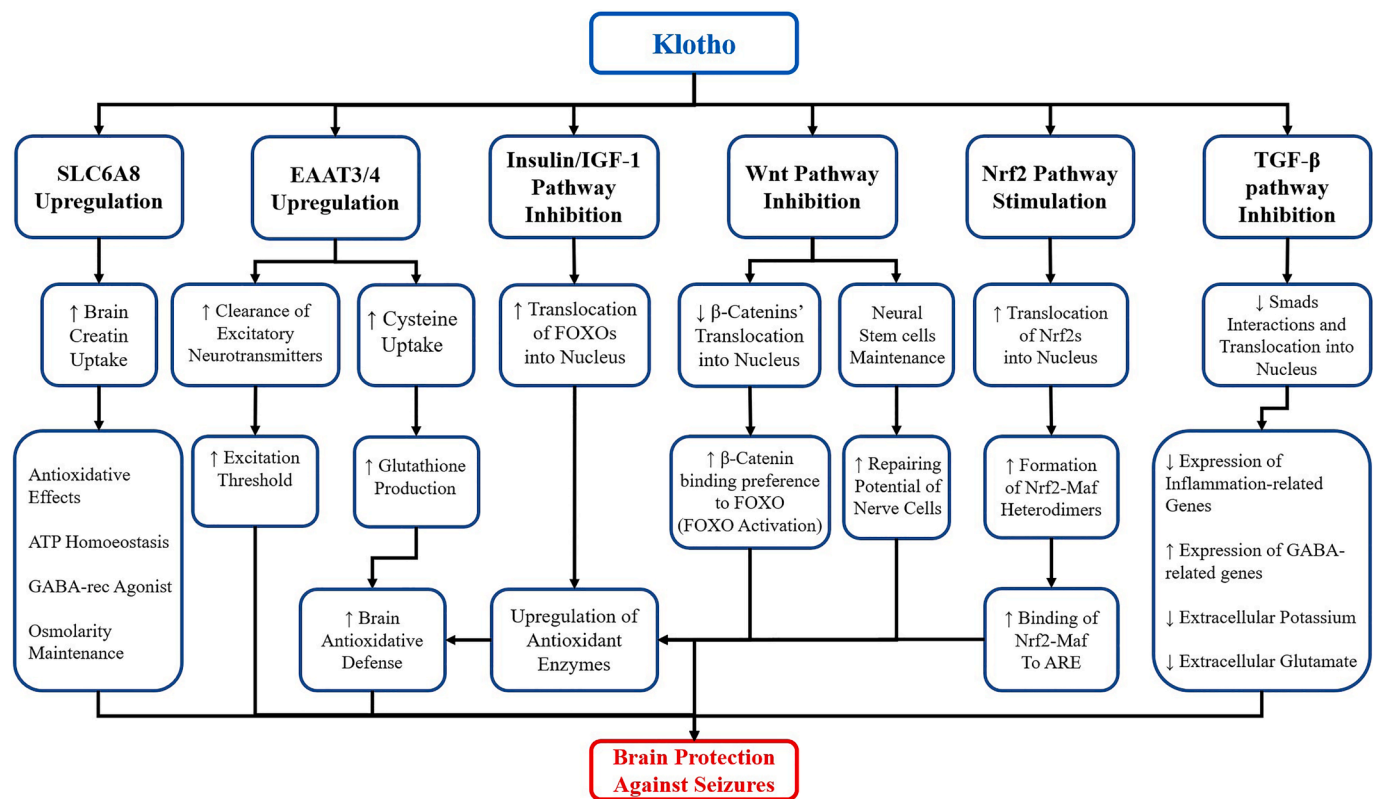 Klotho
SLC6A8
Upregulation
EAAT3/4
Upregulation
Insulin/IGF-1
Pathway
Inhibition
Wnt Pathway
Inhibition
Nrf2 Pathway
Stimulation
TGF-β
pathway
Inhibition
↑ Brain
Creatin
Uptake
↑ Clearance of
Excitatory
Neurotransmitters
↑ Cysteine
Uptake
↑ Translocation
of FOXOs
into Nucleus
↓ β-Catenins’
Translocation
into Nucleus
Neural
Stem cells
Maintenance
↑ Translocation
of Nrf2s
into Nucleus
↓ Smads
Interactions and
Translocation into
Nucleus
Antioxidative
Effects
ATP Homoeostasis
GABA-rec Agonist
Osmolarity
Maintenance
↑ Excitation
Threshold
↑ Glutathione
Production
↑ β-Catenin
binding preference
to FOXO
(FOXO Activation)
↑ Repairing
Potential of
Nerve Cells
↑ Formation
of Nrf2-Maf
Heterodimers
↓ Expression of
Inflammation-related
Genes
↑ Expression of GABA-
related genes
↓ Extracellular Potassium
↓ Extracellular Glutamate
↑ Brain
Antioxidative
Defense
Upregulation of
Antioxidant
Enzymes
↑ Binding of
Nrf2-Maf
To ARE
Brain Protection
Against Seizures